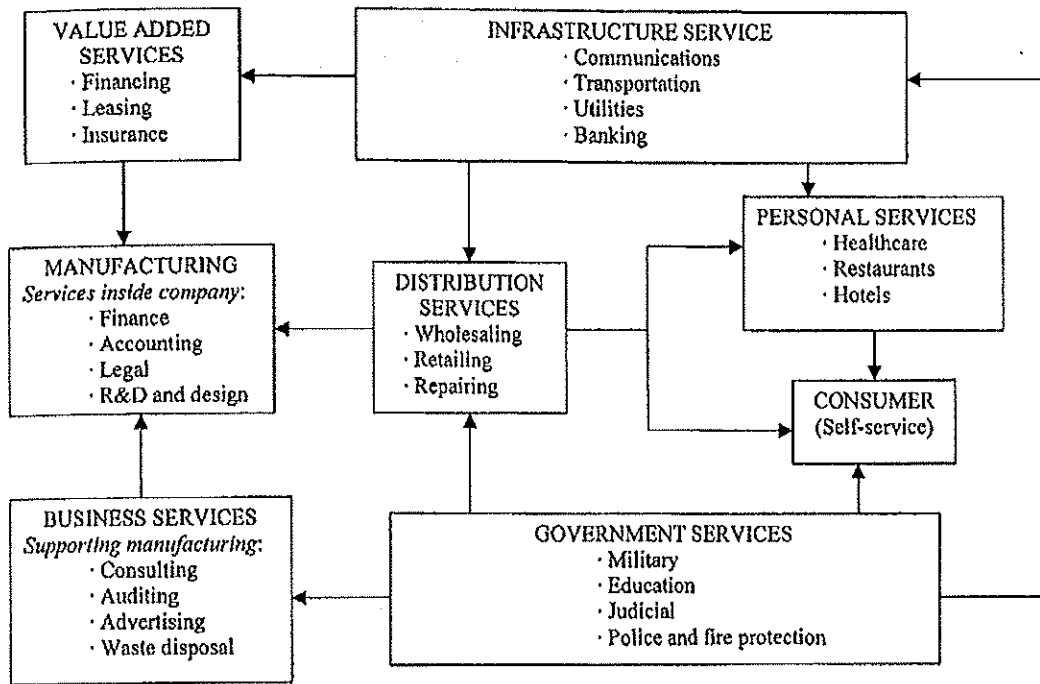 VALUE ADDED
SERVICES
· Financing
· Leasing
· Insurance
INFRASTRUCTURE SERVICE
· Communications
· Transportation
· Utilities
· Banking
PERSONAL SERVICES
· Healthcare
· Restaurants
· Hotels
MANUFACTURING
Services inside company:
· Finance
· Accounting
· Legal
· R&D and design
DISTRIBUTION
SERVICES
· Wholesaling
· Retailing
· Repairing
CONSUMER
(Self-service)
BUSINESS SERVICES
Supporting manufacturing:
· Consulting
· Auditing
· Advertising
· Waste disposal
GOVERNMENT SERVICES
· Military
· Education
· Judicial
· Police and fire protection